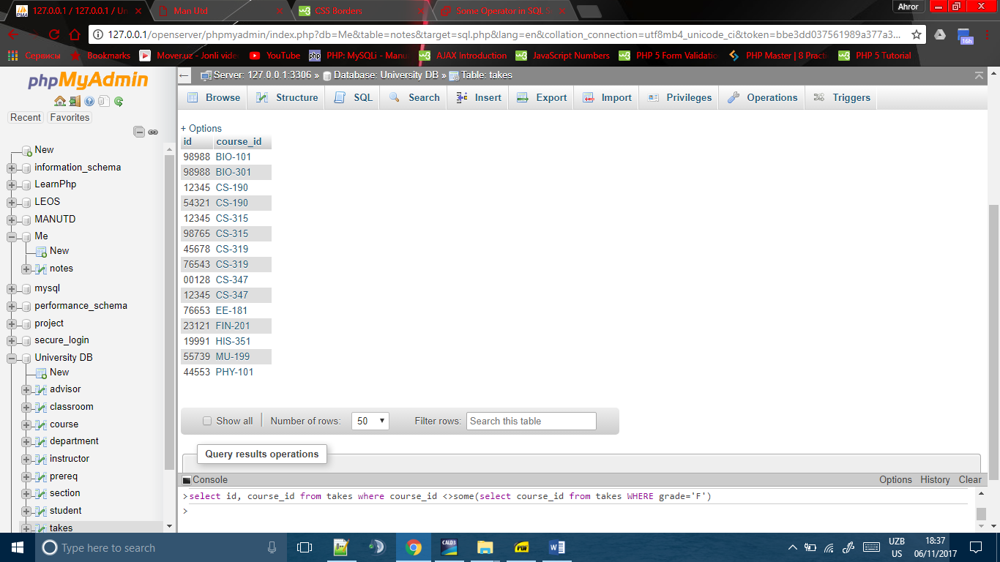 127.0.0.1 / 127.0.0.1 / Un
Man Utd
CSS Borders
Some Operator in SQL S
Ahror
127.0.0.1/openserver/phpmyadmin/index.php?db=Me&table=notes&target=sql.php&lang=en&collation_connection=utf8mb4_unicode_ci&token=bbe3dd037561989a377a3...
16h
Сервисы Bookmarks Mover.uz - Jonli vide YouTube PHP: MySQLi - Manu AJAX Introduction JavaScript Numbers PHP 5 Form Validatio PHP Master | 8 Practi PHP 5 Tutorial
phpMyAdmin
Recent Favorites
New
information_schema
LearnPhp
LEOS
MANUTD
Me
New
notes
mysql
performance_schema
project
secure_login
University DB
New
advisor
classroom
course
department
instructor
prereq
section
student
takes
Server: 127.0.0.1:3306 » Database: University DB » Table: takes
Browse Structure SQL Search Insert Export Import Privileges Operations Triggers
+ Options
id course_id
98988 BIO-101
98988 BIO-301
12345 CS-190
54321 CS-190
12345 CS-315
98765 CS-315
45678 CS-319
76543 CS-319
00128 CS-347
12345 CS-347
76653 EE-181
23121 FIN-201
19991 HIS-351
55739 MU-199
44553 PHY-101
Show all Number of rows: 50 Filter rows: Search this table
Query results operations
Console Options History Clear
>select id, course_id from takes where course_id <>some(select course_id from takes WHERE grade='F')
>
Type here to search
UZB
US
18:37
06/11/2017